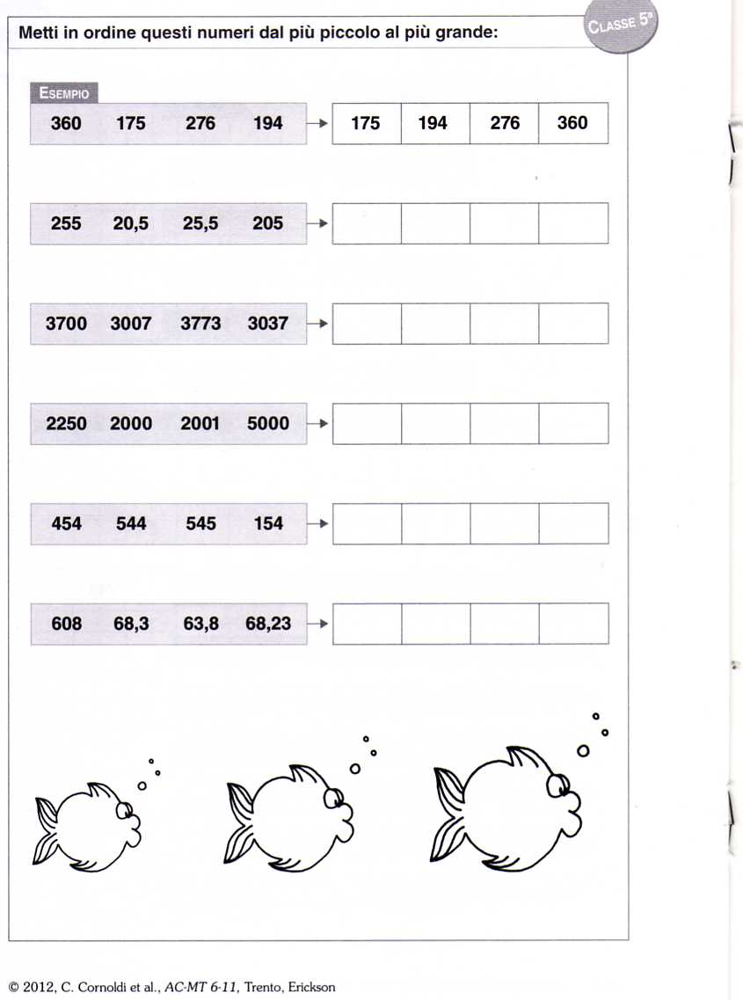 CLASSE 5ª
Metti in ordine questi numeri dal più piccolo al più grande:
ESEMPIO
360 175 276 194 175 194 276 360
255 20,5 25,5 205
3700 3007 3773 3037
2250 2000 2001 5000
454 544 545 154
608 68,3 63,8 68,23
© 2012, C. Cornoldi et al., AC-MT 6-11, Trento, Erickson